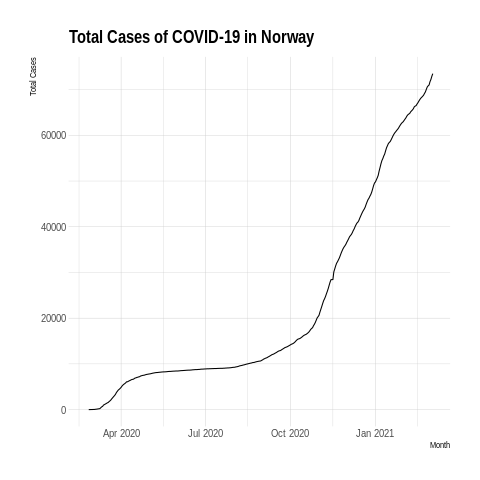 Total Cases of COVID-19 in Norway
Total Cases
60000
40000
20000
0
Apr 2020 Jul 2020 Oct 2020 Jan 2021
Month